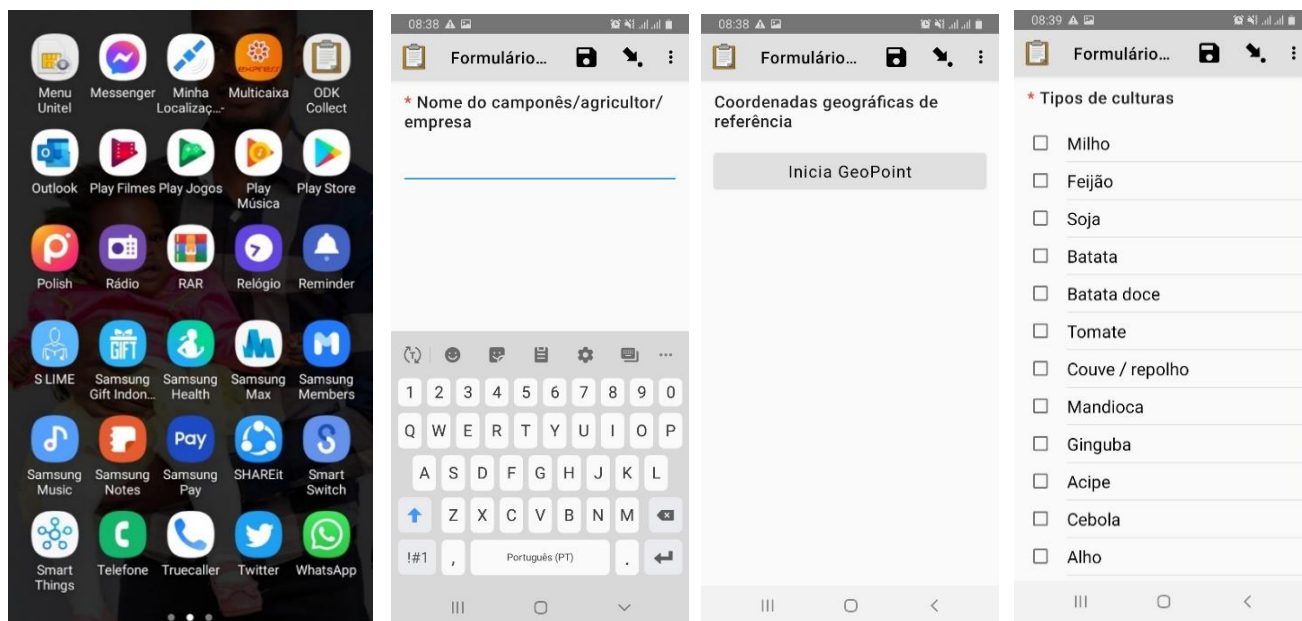 Menu Unitel
Messenger
Minha Localizaç...-
Multicaixa
express
ODK Collect
Outlook
Play Filmes
Play Jogos
Play Música
Play Store
Polish
Rádio
RAR
Relógio
Reminder
S LIME
GIFT
Samsung Gift Indon...
Samsung Health
Samsung Max
Samsung Members
Samsung Music
Samsung Notes
Pay
Samsung Pay
SHAREit
Smart Switch
Smart Things
Telefone
Truecaller
Twitter
WhatsApp
08:38
Formulário...
* Nome do camponês/agricultor/
empresa
1 2 3 4 5 6 7 8 9 0
Q W E R T Y U I O P
A S D F G H J K L
Z X C V B N M
!#1 , Português (PT) .
08:38
Formulário...
Coordenadas geográficas de
referência
Inicia GeoPoint
08:39
Formulário...
* Tipos de culturas
Milho
Feijão
Soja
Batata
Batata doce
Tomate
Couve / repolho
Mandioca
Ginguba
Acipe
Cebola
Alho